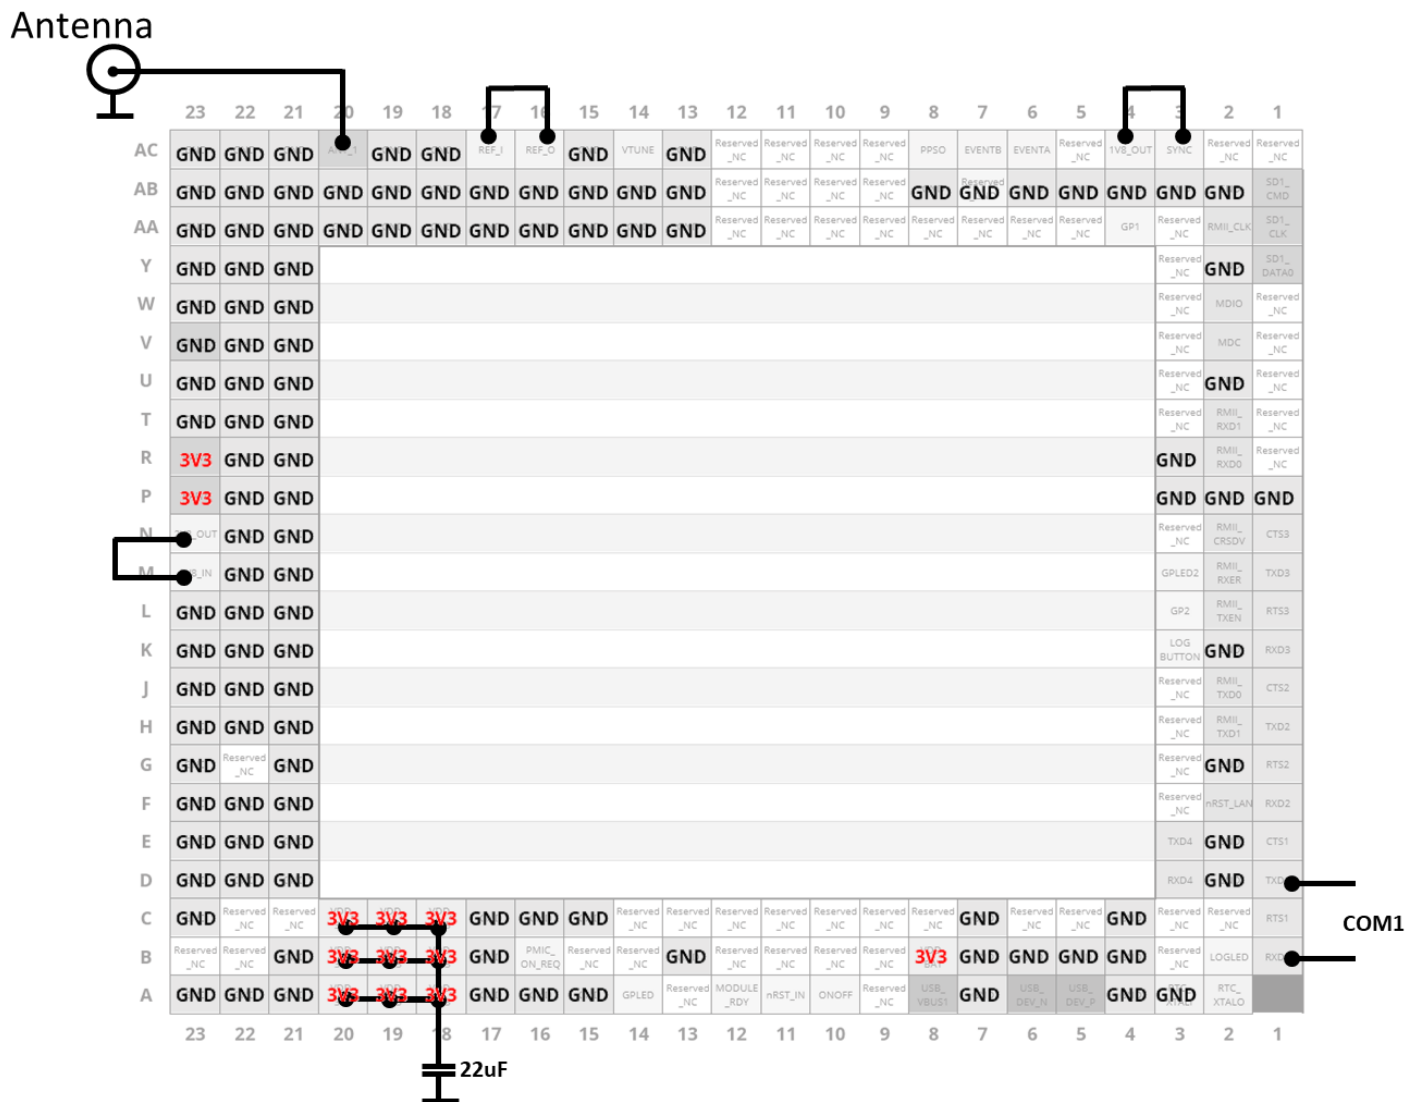 Antenna
23 22 21 20 19 18 17 16 15 14 13 12 11 10 9 8 7 6 5 4 3 2 1
AC GND GND GND GND GND REF_I REF_O GND VTUNE GND Reserved_NC Reserved_NC Reserved_NC Reserved_NC PPSO EVENTB EVENTA Reserved_NC 1V8_OUT SYNC Reserved_NC Reserved_NC
AB GND GND GND GND GND GND GND GND GND GND GND Reserved_NC Reserved_NC Reserved_NC Reserved_NC GND Reserved GND GND GND GND GND GND SD1_CMD
AA GND GND GND GND GND GND GND GND GND GND GND Reserved_NC Reserved_NC Reserved_NC Reserved_NC Reserved_NC Reserved_NC Reserved_NC Reserved_NC GP1 Reserved_NC RMII_CLK SD1_CLK
Y GND GND GND Reserved_NC GND SD1_DATA0
W GND GND GND Reserved_NC MDIO Reserved_NC
V GND GND GND Reserved_NC MDC Reserved_NC
U GND GND GND Reserved_NC GND Reserved_NC
T GND GND GND Reserved_NC RMII_RXD1 Reserved_NC
R 3V3 GND GND GND RMII_RXD0 Reserved_NC
P 3V3 GND GND GND GND GND
N GND GND Reserved_NC RMII_CRSDV CTS3
M GND GND GPLED2 RMII_RXER TXD3
L GND GND GND GP2 RMII_TXEN RTS3
K GND GND GND LOG BUTTON GND RXD3
J GND GND GND Reserved_NC RMII_TXD0 CTS2
H GND GND GND Reserved_NC RMII_TXD1 TXD2
G GND Reserved_NC GND Reserved_NC GND RTS2
F GND GND GND Reserved_NC nRST_LAN RXD2
E GND GND GND TXD4 GND CTS1
D GND GND GND RXD4 GND
C GND Reserved_NC Reserved_NC 3V3 3V3 3V3 GND GND GND Reserved_NC Reserved_NC Reserved_NC Reserved_NC Reserved_NC Reserved_NC Reserved_NC GND Reserved_NC Reserved_NC GND Reserved_NC Reserved_NC RTS1
COM1
B Reserved_NC Reserved_NC GND 3V3 3V3 3V3 GND PMIC_ON_REQ Reserved_NC Reserved_NC GND Reserved_NC Reserved_NC Reserved_NC Reserved_NC 3V3 GND GND GND GND Reserved_NC LOGLED
A GND GND GND 3V3 3V3 3V3 GND GND GND GPLED Reserved_NC MODULE_RDY nRST_IN ONOFF Reserved_NC USB_VBUS1 GND USB_DEV_N USB_DEV_P GND GND RTC_XTALO
23 22 21 20 19 18 17 16 15 14 13 12 11 10 9 8 7 6 5 4 3 2 1
22uF